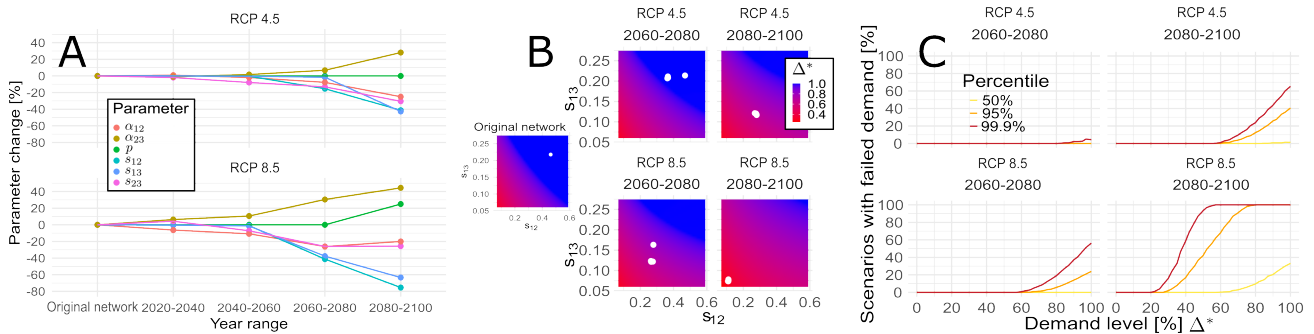 A
RCP 4.5
40
20
0
-20
-40
-60
-80
Parameter change [%]
Parameter
α12
α23
p
s12
s13
s23
RCP 8.5
40
20
0
-20
-40
-60
-80
Original network 2020-2040 2040-2060 2060-2080 2080-2100
Year range
B
RCP 4.5 RCP 4.5
2060-2080 2080-2100
0.25
0.20
0.15
0.10
0.05
s13
Δ*
1.0
0.8
0.6
0.4
Original network
0.25
0.20
0.15
0.10
0.05
s13
0.2 0.4 0.6
s12
RCP 8.5 RCP 8.5
2060-2080 2080-2100
0.25
0.20
0.15
0.10
0.05
s13
0.2 0.4 0.6 0.2 0.4 0.6
s12
C
RCP 4.5 RCP 4.5
2060-2080 2080-2100
Scenarios with failed demand [%]
100
80
60
40
20
0
Percentile
50%
95%
99.9%
RCP 8.5 RCP 8.5
2060-2080 2080-2100
100
80
60
40
20
0
0 20 40 60 80 100 0 20 40 60 80 100
Demand level [%] Δ*